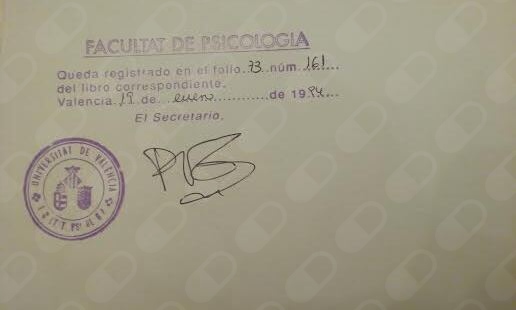 FACULTAT DE PSICOLOGIA
Queda registrado en el folio 73 núm. 161
del libro correspondiente.
Valencia, 19 de enero de 1994
El Secretario,
UNIVERSITAT DE VALENCIA